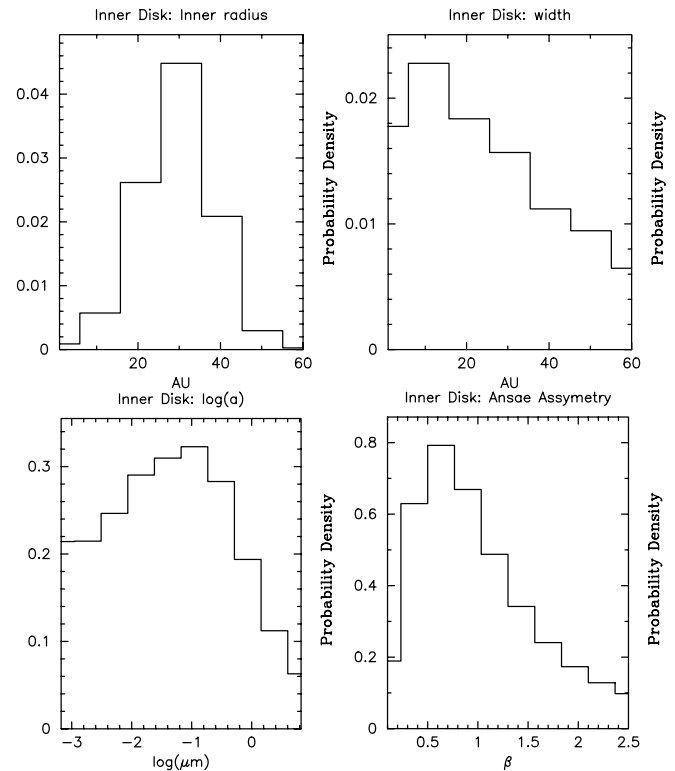 Inner Disk: Inner radius
0.04
0.03
0.02
0.01
0
20
40
60
AU
Probability Density
Inner Disk: width
0.02
0.01
0
20
40
60
AU
Probability Density
Inner Disk: log(a)
0.3
0.2
0.1
0
−3
−2
−1
0
log(μm)
Probability Density
Inner Disk: Ansae Assymetry
0.8
0.6
0.4
0.2
0
0.5
1
1.5
2
2.5
β
Probability Density